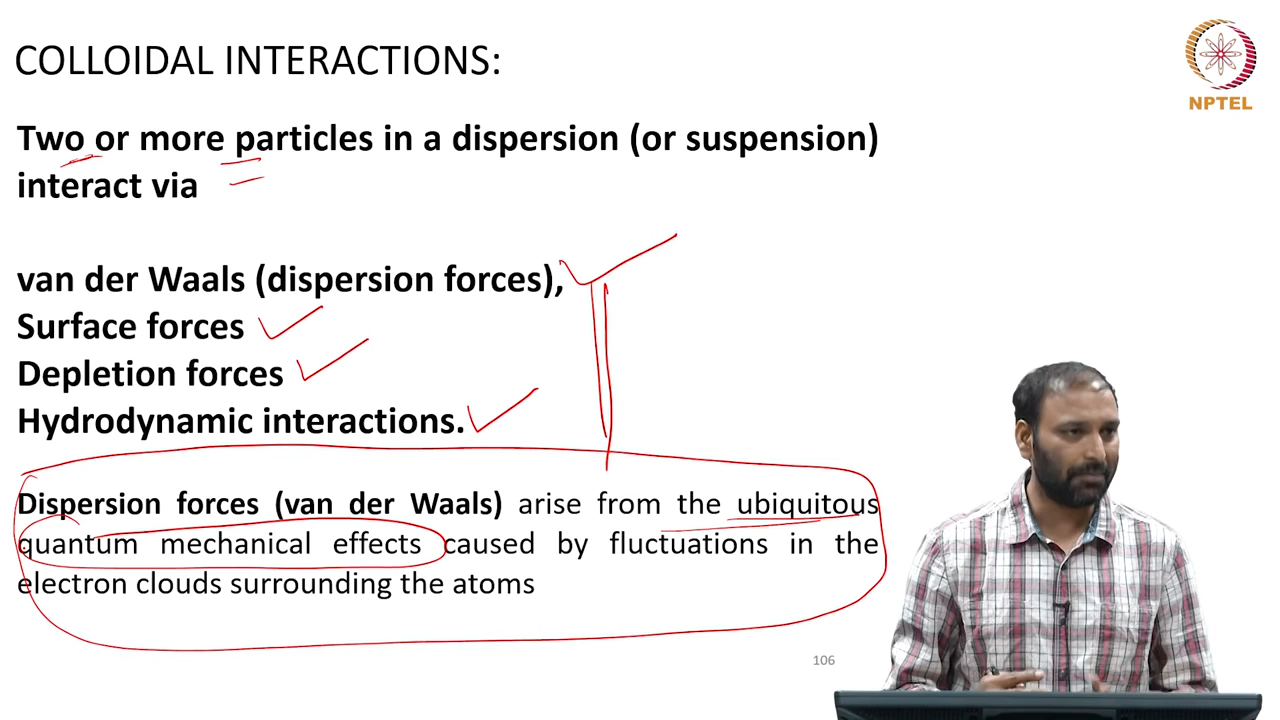 COLLOIDAL INTERACTIONS:
NPTEL
Two or more particles in a dispersion (or suspension)
interact via
van der Waals (dispersion forces),
Surface forces
Depletion forces
Hydrodynamic interactions.
Dispersion forces (van der Waals) arise from the ubiquitous
quantum mechanical effects caused by fluctuations in the
electron clouds surrounding the atoms
106